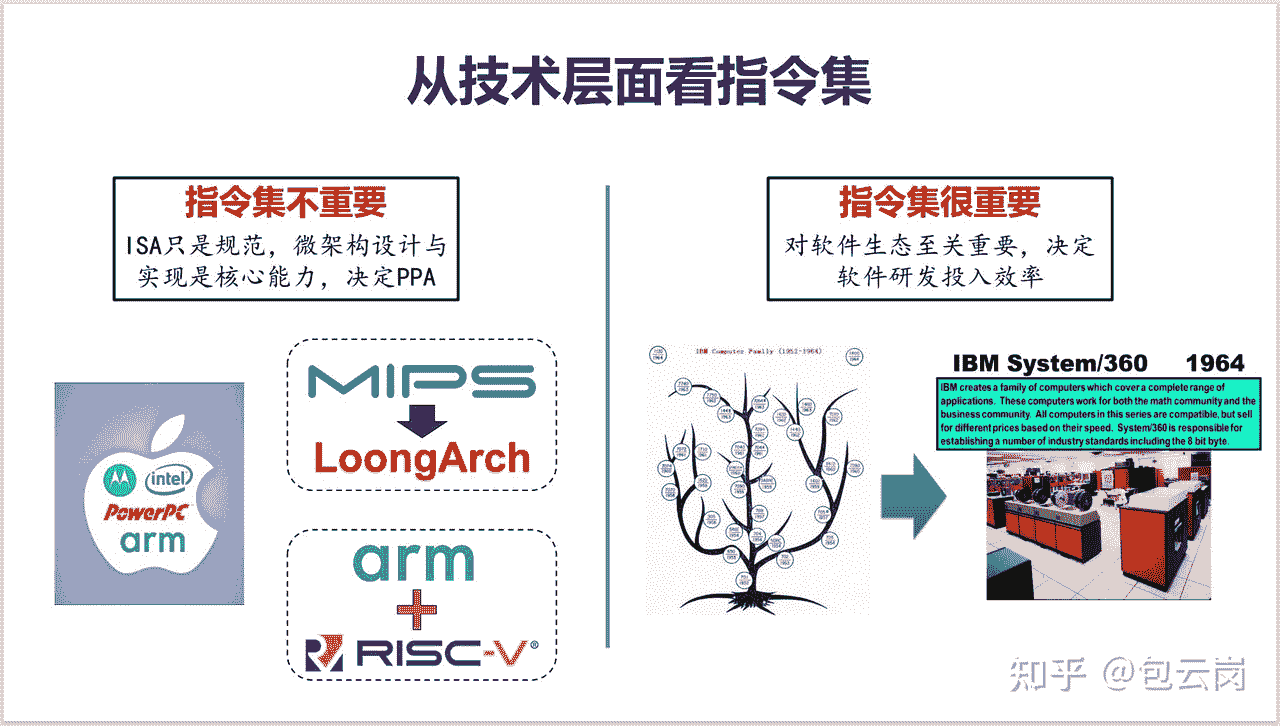 从技术层面看指令集
指令集不重要
ISA只是规范，微架构设计与
实现是核心能力，决定PPA
intel
PowerPC
arm
MIPS
LoongArch
arm
+
RISC-V®
指令集很重要
对软件生态至关重要，决定
软件研发投入效率
IBM Computer Family (1952-1964)
IBM System/360 1964
IBM creates a family of computers which cover a complete range of
applications. These computers work for both the math community and the
business community. All computers in this series are compatible, but sell
for different prices based on their speed. System/360 is responsible for
establishing a number of industry standards including the 8 bit byte.
知乎 @包云岗